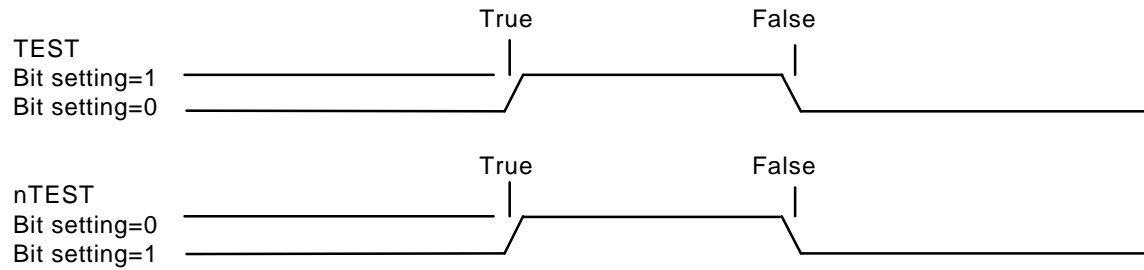 True False
TEST
Bit setting=1
Bit setting=0
True False
nTEST
Bit setting=0
Bit setting=1